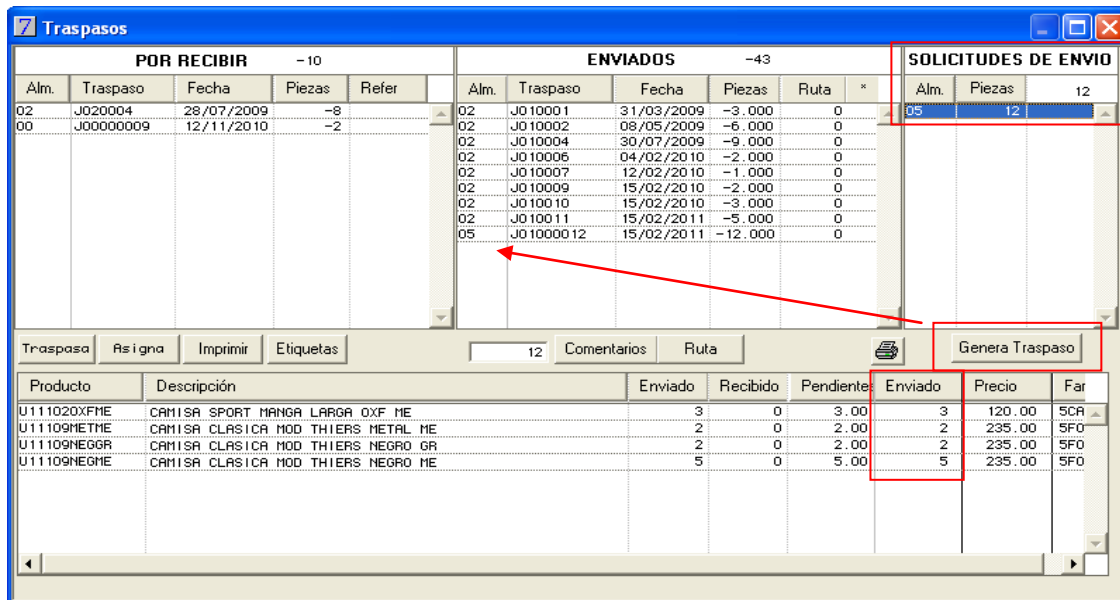 7 Traspasos
POR RECIBIR -10 ENVIADOS -43 SOLICITUDES DE ENVIO
Alm. Traspaso Fecha Piezas Refer Alm. Traspaso Fecha Piezas Ruta * Alm. Piezas 12
02 J020004 28/07/2009 -8 02 J010001 31/03/2009 -3.000 0 05 12
00 J00000009 12/11/2010 -2 02 J010002 08/05/2009 -6.000 0
02 J010004 30/07/2009 -9.000 0
02 J010006 04/02/2010 -2.000 0
02 J010007 12/02/2010 -1.000 0
02 J010009 15/02/2010 -2.000 0
02 J010010 15/02/2010 -3.000 0
02 J010011 15/02/2011 -5.000 0
05 J01000012 15/02/2011 -12.000 0
Traspasa Asigna Imprimir Etiquetas 12 Comentarios Ruta Genera Traspaso
Producto Descripción Enviado Recibido Pendientes Enviado Precio Far
U111020XFME CAMISA SPORT MANGA LARGA OXF ME 3 0 3.00 3 120.00 5CA
U11109METME CAMISA CLASICA MOD THIERS METAL ME 2 0 2.00 2 235.00 5FO
U11109NEGGR CAMISA CLASICA MOD THIERS NEGRO GR 2 0 2.00 2 235.00 5FO
U11109NEGME CAMISA CLASICA MOD THIERS NEGRO ME 5 0 5.00 5 235.00 5FO